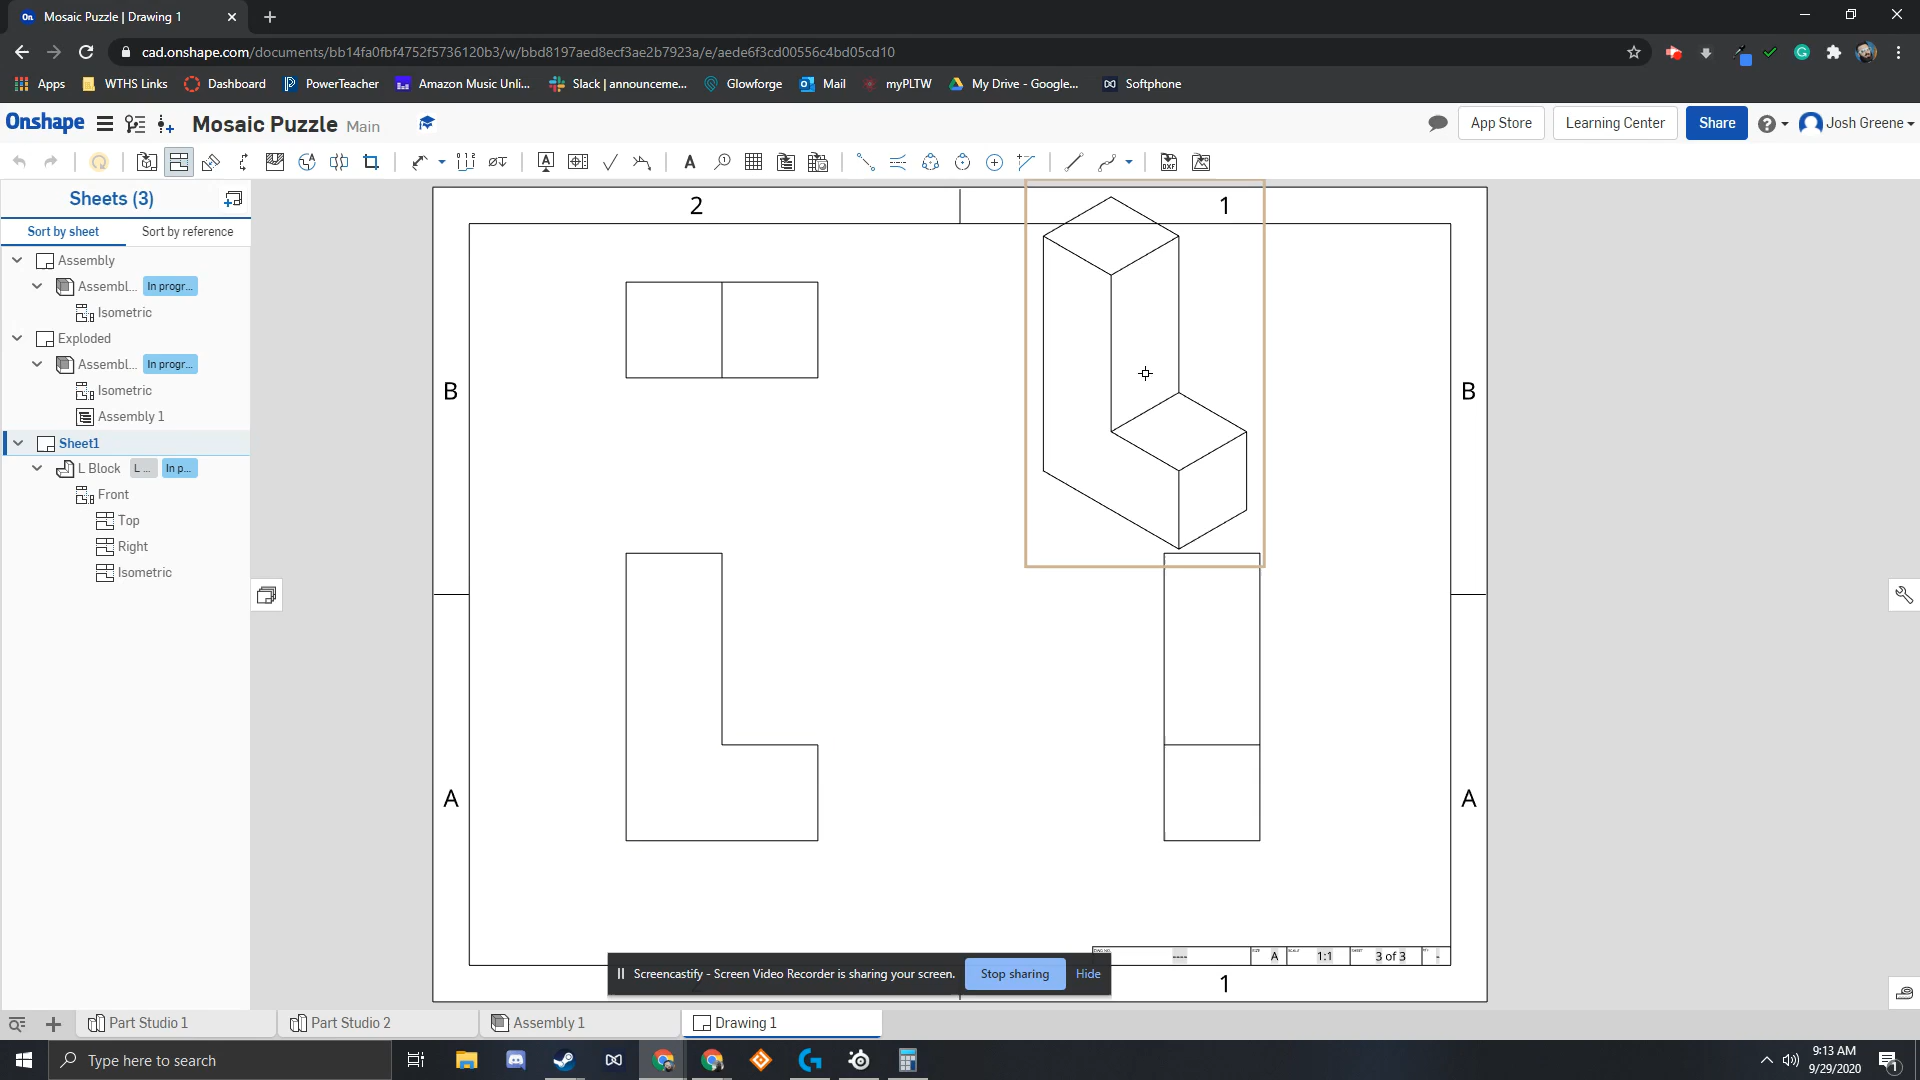 Mosaic Puzzle | Drawing 1
cad.onshape.com/documents/bb14fa0fbf4752f5736120b3/w/bbd8197aed8ecf3ae2b7923a/e/aede6f3cd00556c4bd05cd10
Apps WTHS Links Dashboard PowerTeacher Amazon Music Unli... Slack | announceme... Glowforge Mail myPLTW My Drive - Google... Softphone
Onshape Mosaic Puzzle Main App Store Learning Center Share Josh Greene
Sheets (3)
Sort by sheet Sort by reference
Assembly
Assembl... In progr...
Isometric
Exploded
Assembl... In progr...
Isometric
Assembly 1
Sheet1
L Block L ... In p...
Front
Top
Right
Isometric
2 1
B B
A A
---- A 1:1 3 of 3 -
1
Screencastify - Screen Video Recorder is sharing your screen. Stop sharing Hide
Part Studio 1 Part Studio 2 Assembly 1 Drawing 1
Type here to search
9:13 AM
9/29/2020
1